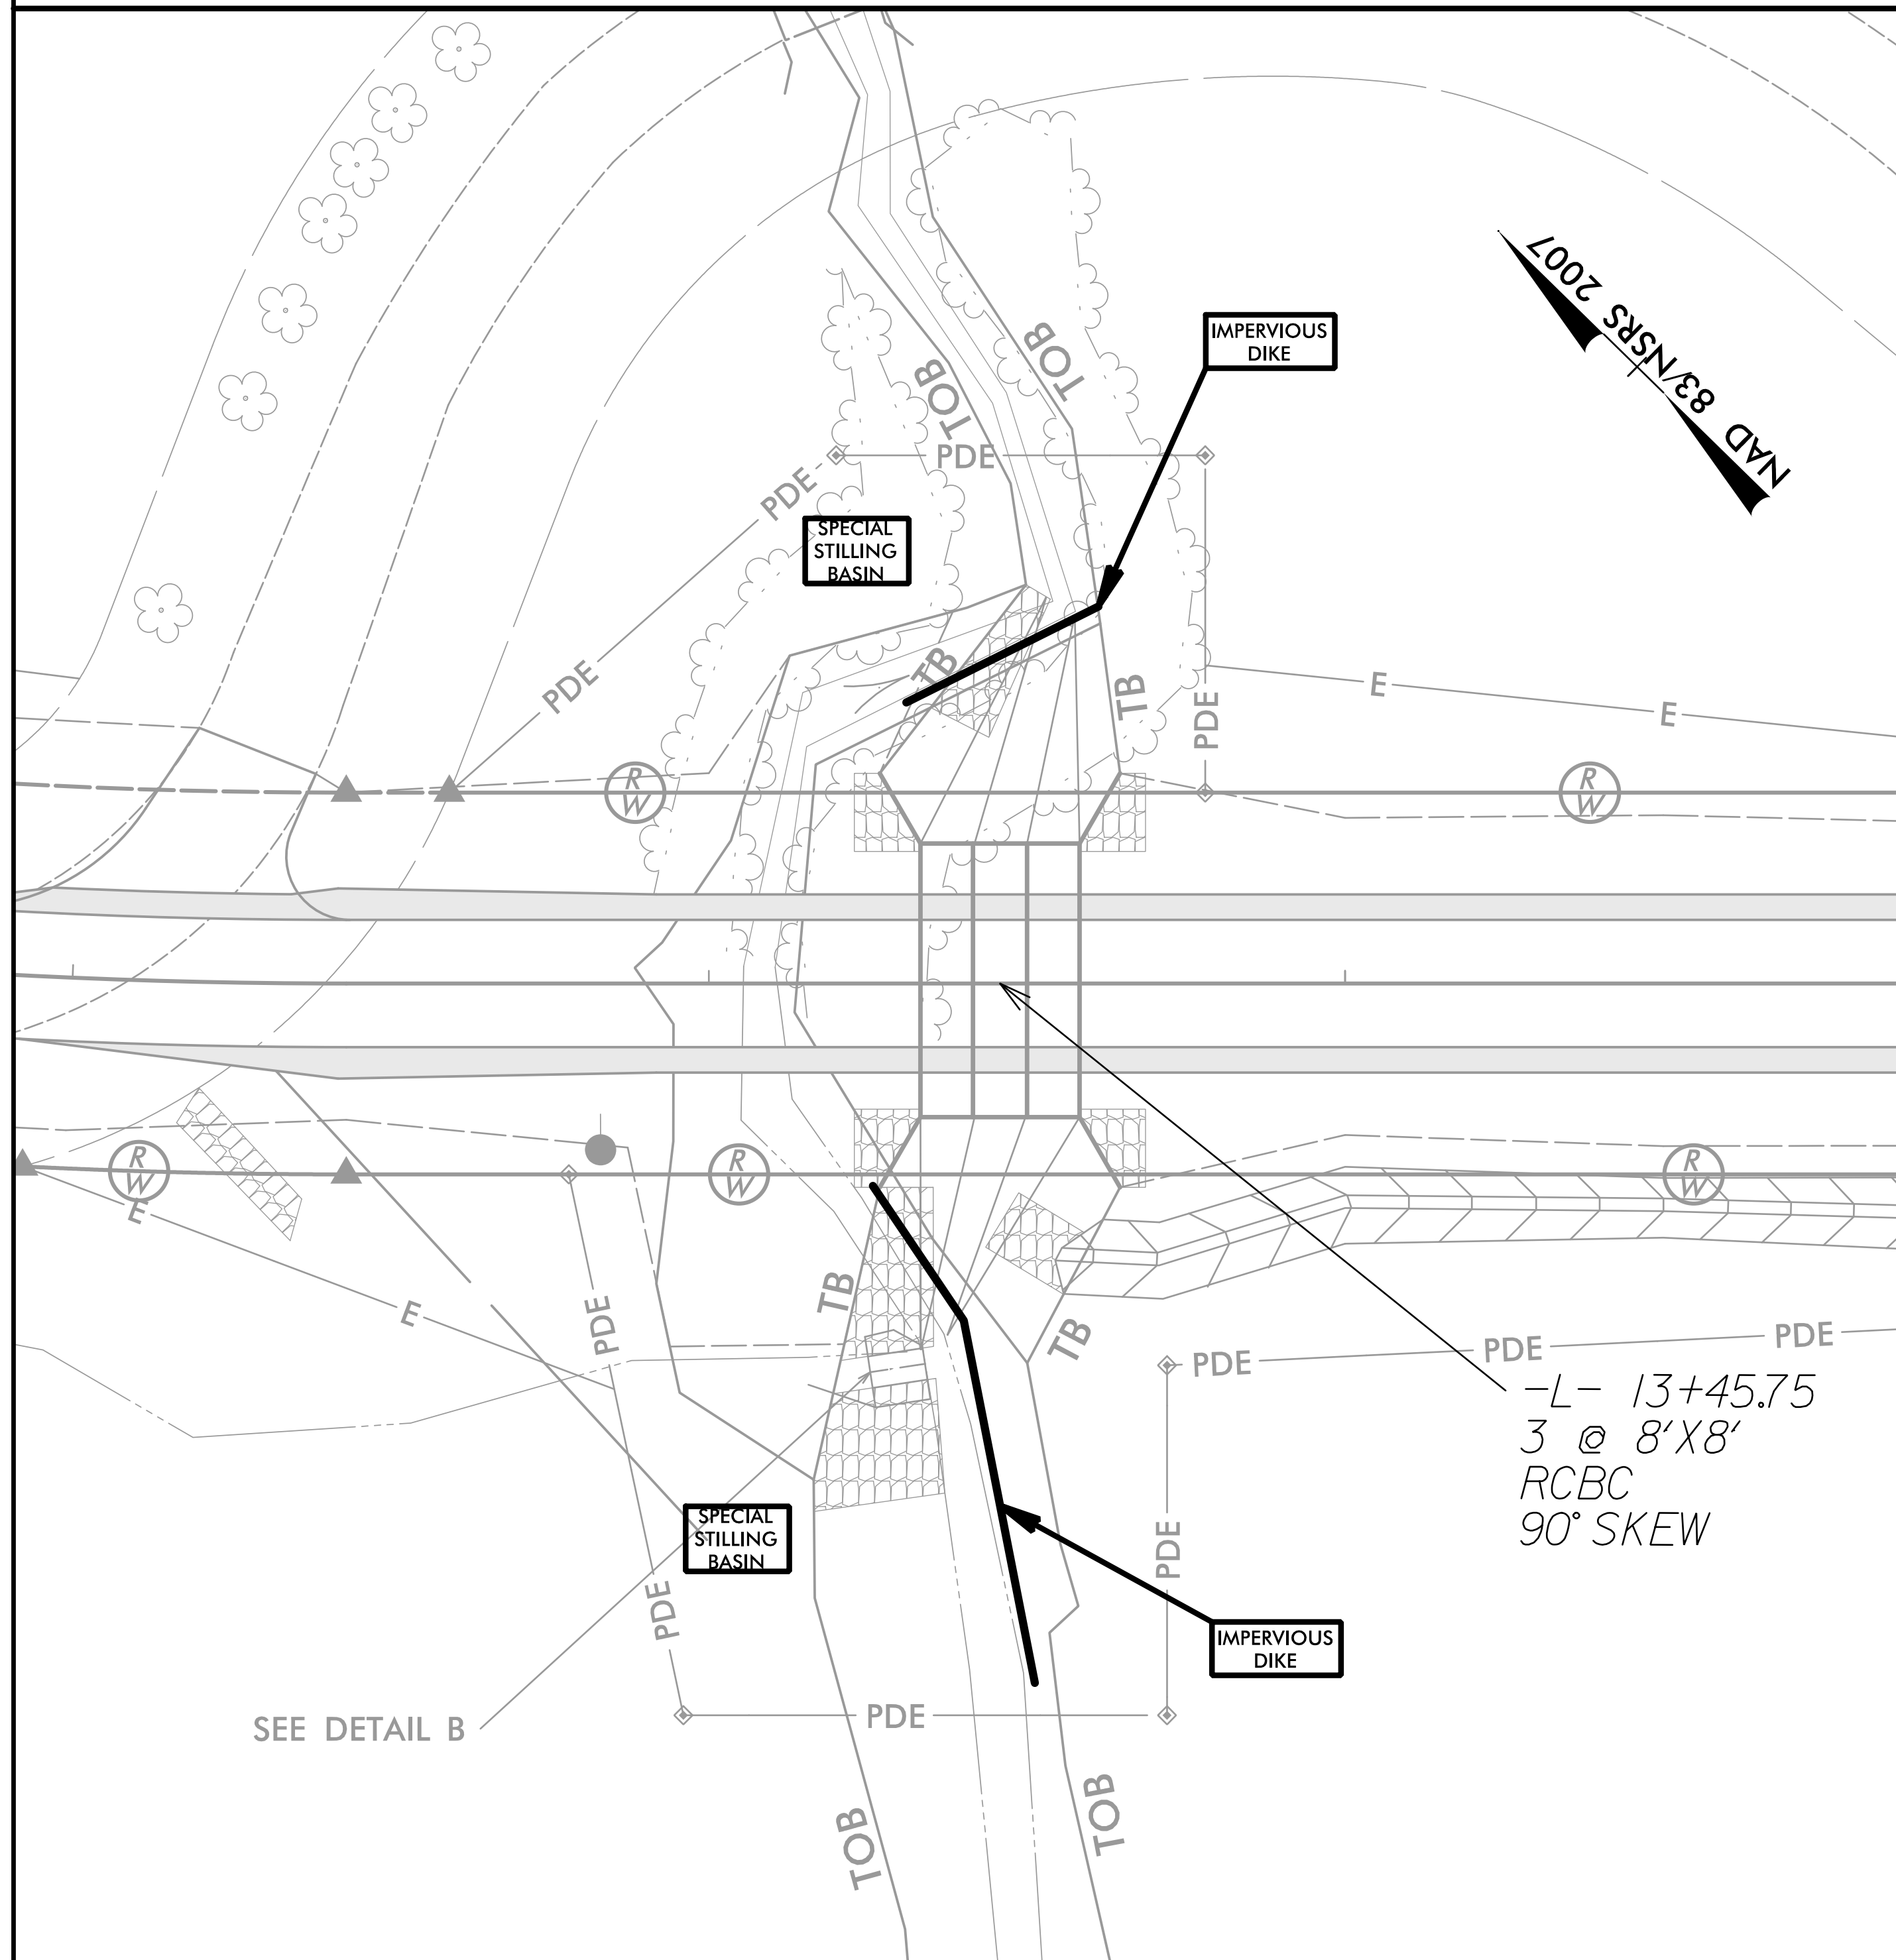 NAD 83/NSRS 2007
IMPERVIOUS
DIKE
TOB
TOB
PDE
PDE
SPECIAL
STILLING
BASIN
TB
PDE
TB
PDE
E
E
R
W
R
W
R
W
R
W
R
W
E
TB
E
PDE
TB
PDE
PDE
PDE
-L- 13+45.75
3 @ 8'X8'
RCBC
90° SKEW
SPECIAL
STILLING
BASIN
PDE
PDE
IMPERVIOUS
DIKE
SEE DETAIL B
PDE
TOB
TOB